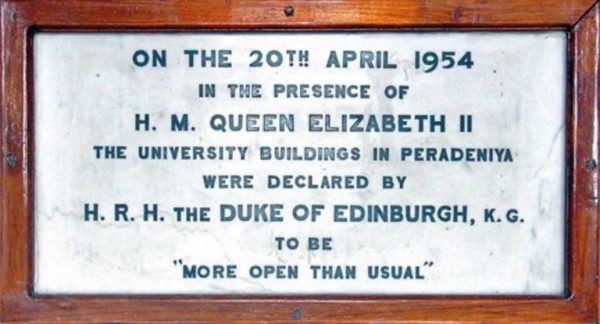 ON THE 20TH APRIL 1954
IN THE PRESENCE OF
H. M. QUEEN ELIZABETH II
THE UNIVERSITY BUILDINGS IN PERADENIYA
WERE DECLARED BY
H. R. H. THE DUKE OF EDINBURGH, K. G.
TO BE
"MORE OPEN THAN USUAL"